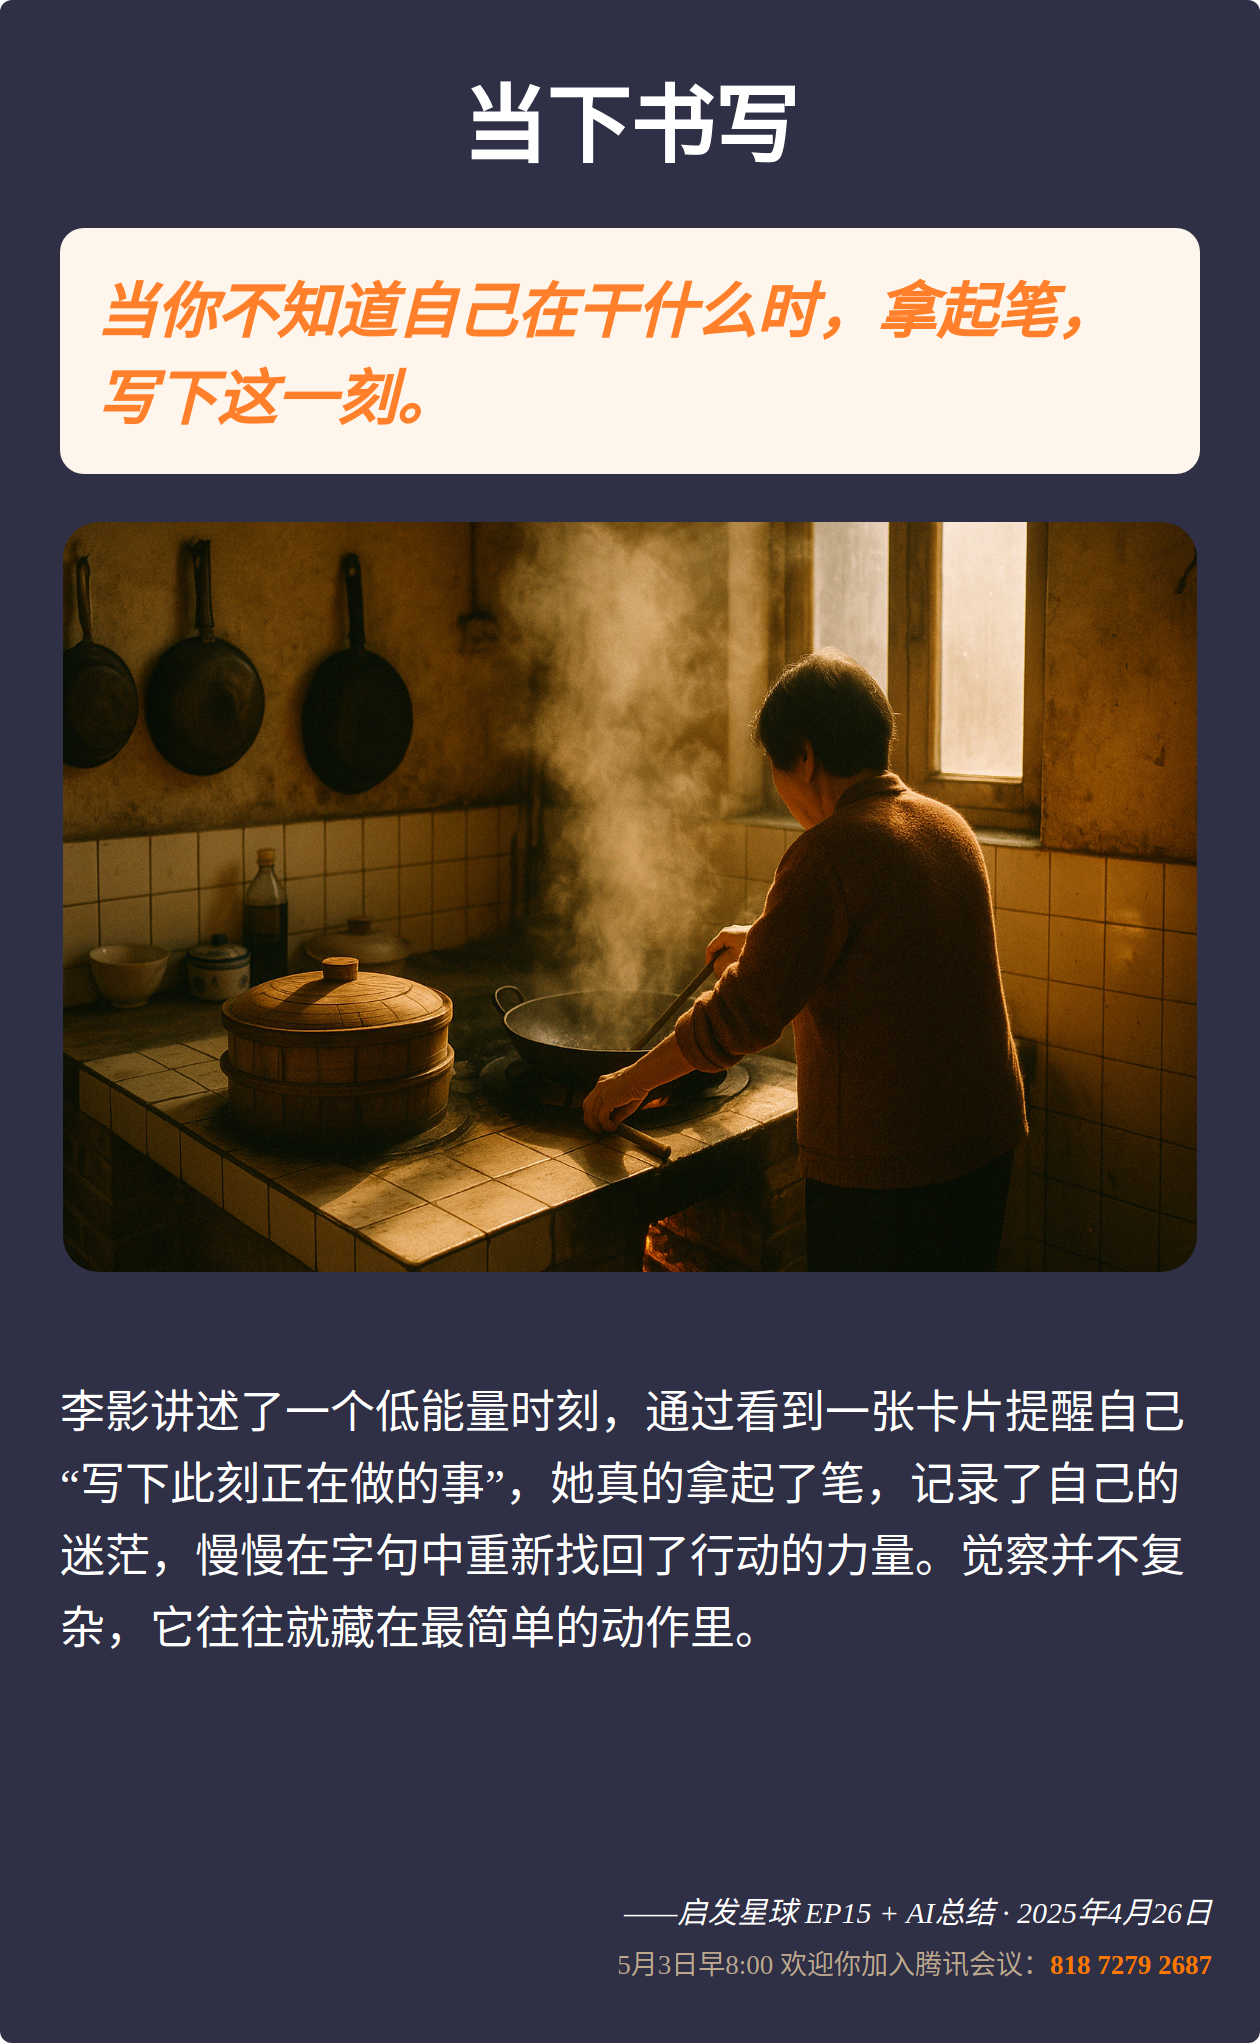 当下书写
当你不知道自己在干什么时，拿起笔，
写下这一刻。
李影讲述了一个低能量时刻，通过看到一张卡片提醒自己
“写下此刻正在做的事”，她真的拿起了笔，记录了自己的
迷茫，慢慢在字句中重新找回了行动的力量。觉察并不复
杂，它往往就藏在最简单的动作里。
——启发星球 EP15 + AI总结 · 2025年4月26日
5月3日早8:00 欢迎你加入腾讯会议：818 7279 2687